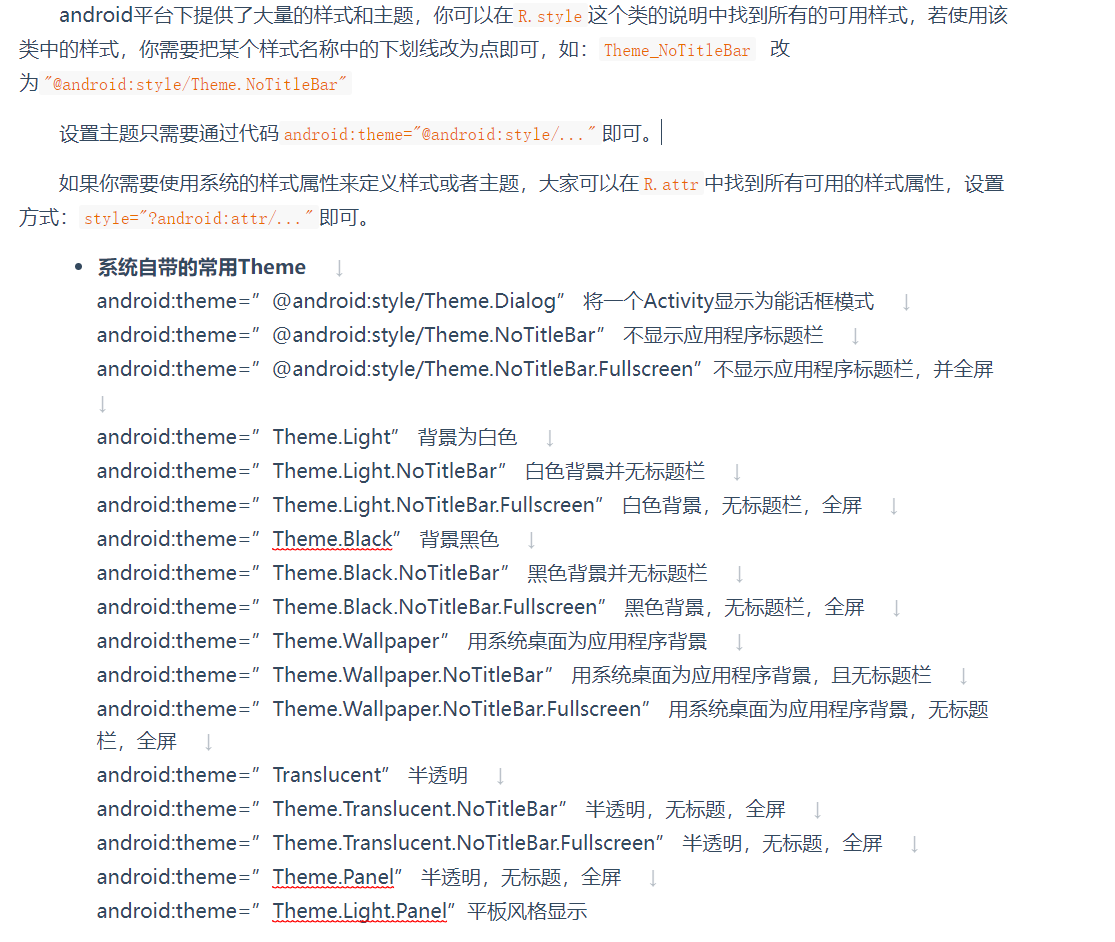 android平台下提供了大量的样式和主题，你可以在 R.style 这个类的说明中找到所有的可用样式，若使用该
类中的样式，你需要把某个样式名称中的下划线改为点即可，如： Theme_NoTitleBar 改
为 "@android:style/Theme.NoTitleBar"
设置主题只需要通过代码 android:theme="@android:style/..." 即可。
如果你需要使用系统的样式属性来定义样式或者主题，大家可以在 R.attr 中找到所有可用的样式属性，设置
方式： style="?android:attr/..." 即可。
• 系统自带的常用Theme ↓
android:theme=” @android:style/Theme.Dialog” 将一个Activity显示为能话框模式 ↓
android:theme=” @android:style/Theme.NoTitleBar” 不显示应用程序标题栏 ↓
android:theme=” @android:style/Theme.NoTitleBar.Fullscreen” 不显示应用程序标题栏，并全屏
↓
android:theme=” Theme.Light” 背景为白色 ↓
android:theme=” Theme.Light.NoTitleBar” 白色背景并无标题栏 ↓
android:theme=” Theme.Light.NoTitleBar.Fullscreen” 白色背景，无标题栏，全屏 ↓
android:theme=” Theme.Black” 背景黑色 ↓
android:theme=” Theme.Black.NoTitleBar” 黑色背景并无标题栏 ↓
android:theme=” Theme.Black.NoTitleBar.Fullscreen” 黑色背景，无标题栏，全屏 ↓
android:theme=” Theme.Wallpaper” 用系统桌面为应用程序背景 ↓
android:theme=” Theme.Wallpaper.NoTitleBar” 用系统桌面为应用程序背景，且无标题栏 ↓
android:theme=” Theme.Wallpaper.NoTitleBar.Fullscreen” 用系统桌面为应用程序背景，无标题
栏，全屏 ↓
android:theme=” Translucent” 半透明 ↓
android:theme=” Theme.Translucent.NoTitleBar” 半透明，无标题，全屏 ↓
android:theme=” Theme.Translucent.NoTitleBar.Fullscreen” 半透明，无标题，全屏 ↓
android:theme=” Theme.Panel” 半透明，无标题，全屏 ↓
android:theme=” Theme.Light.Panel” 平板风格显示